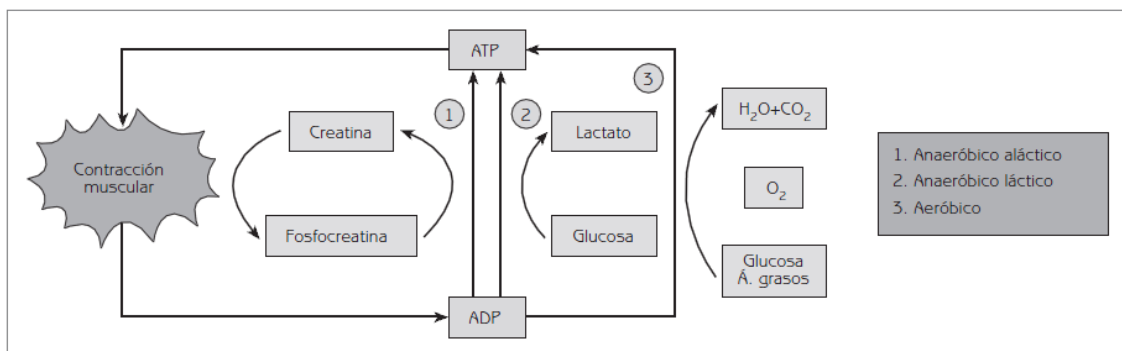 ATP
3
1
2
H₂O+CO₂
Creatina
Lactato
1. Anaeróbico aláctico
2. Anaeróbico láctico
3. Aeróbico
Contracción
muscular
O₂
Fosfocreatina
Glucosa
Glucosa
Á. grasos
ADP